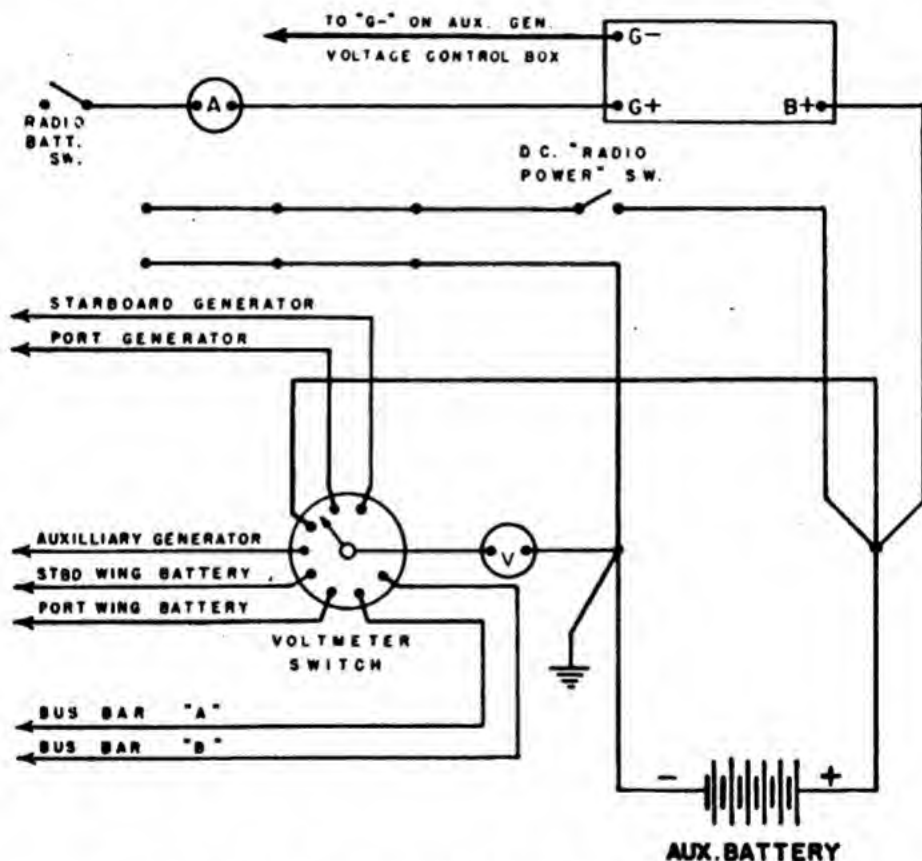 TO "G-" ON AUX. GEN.
VOLTAGE CONTROL BOX
G-
A
G+
B+
RADIO
BATT.
SW.
D.C. "RADIO
POWER" SW.
STARBOARD GENERATOR
PORT GENERATOR
AUXILLIARY GENERATOR
STBD WING BATTERY
PORT WING BATTERY
V
VOLTMETER
SWITCH
BUS BAR "A"
BUS BAR "B"
- +
AUX. BATTERY